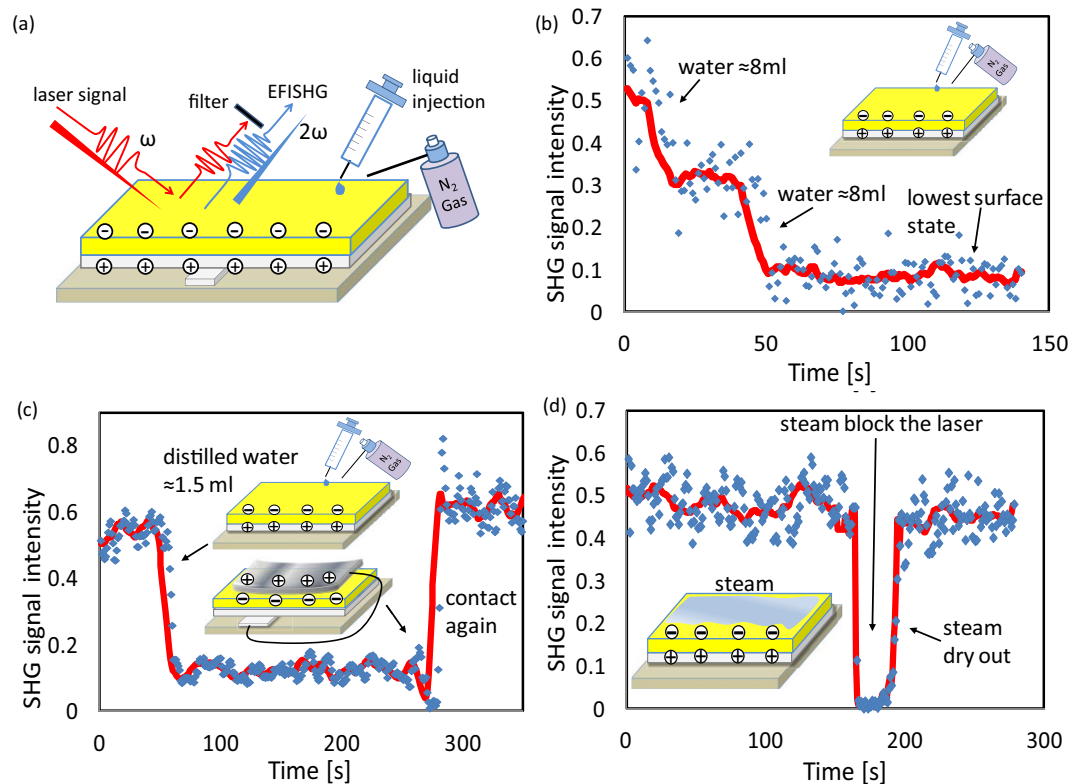 (a)
laser signal
ω
filter
EFISHG
2ω
liquid
injection
N2
Gas
− − − − − −
+ + + + + +
(b)
SHG signal intensity
0.7
0.6
0.5
0.4
0.3
0.2
0.1
0
water ≈8ml
water ≈8ml
lowest surface
state
N2
Gas
− − − −
+ + + +
0 50 100 150
Time [s]
(c)
SHG signal intensity
0.8
0.6
0.4
0.2
0
distilled water
≈1.5 ml
N2
Gas
− − − −
+ + + +
+ + + +
− − − −
contact
again
0 100 200 300
Time [s]
(d)
SHG signal intensity
0.7
0.6
0.5
0.4
0.3
0.2
0.1
0
steam block the laser
steam
− − − −
+ + + +
steam
dry out
0 100 200 300
Time [s]